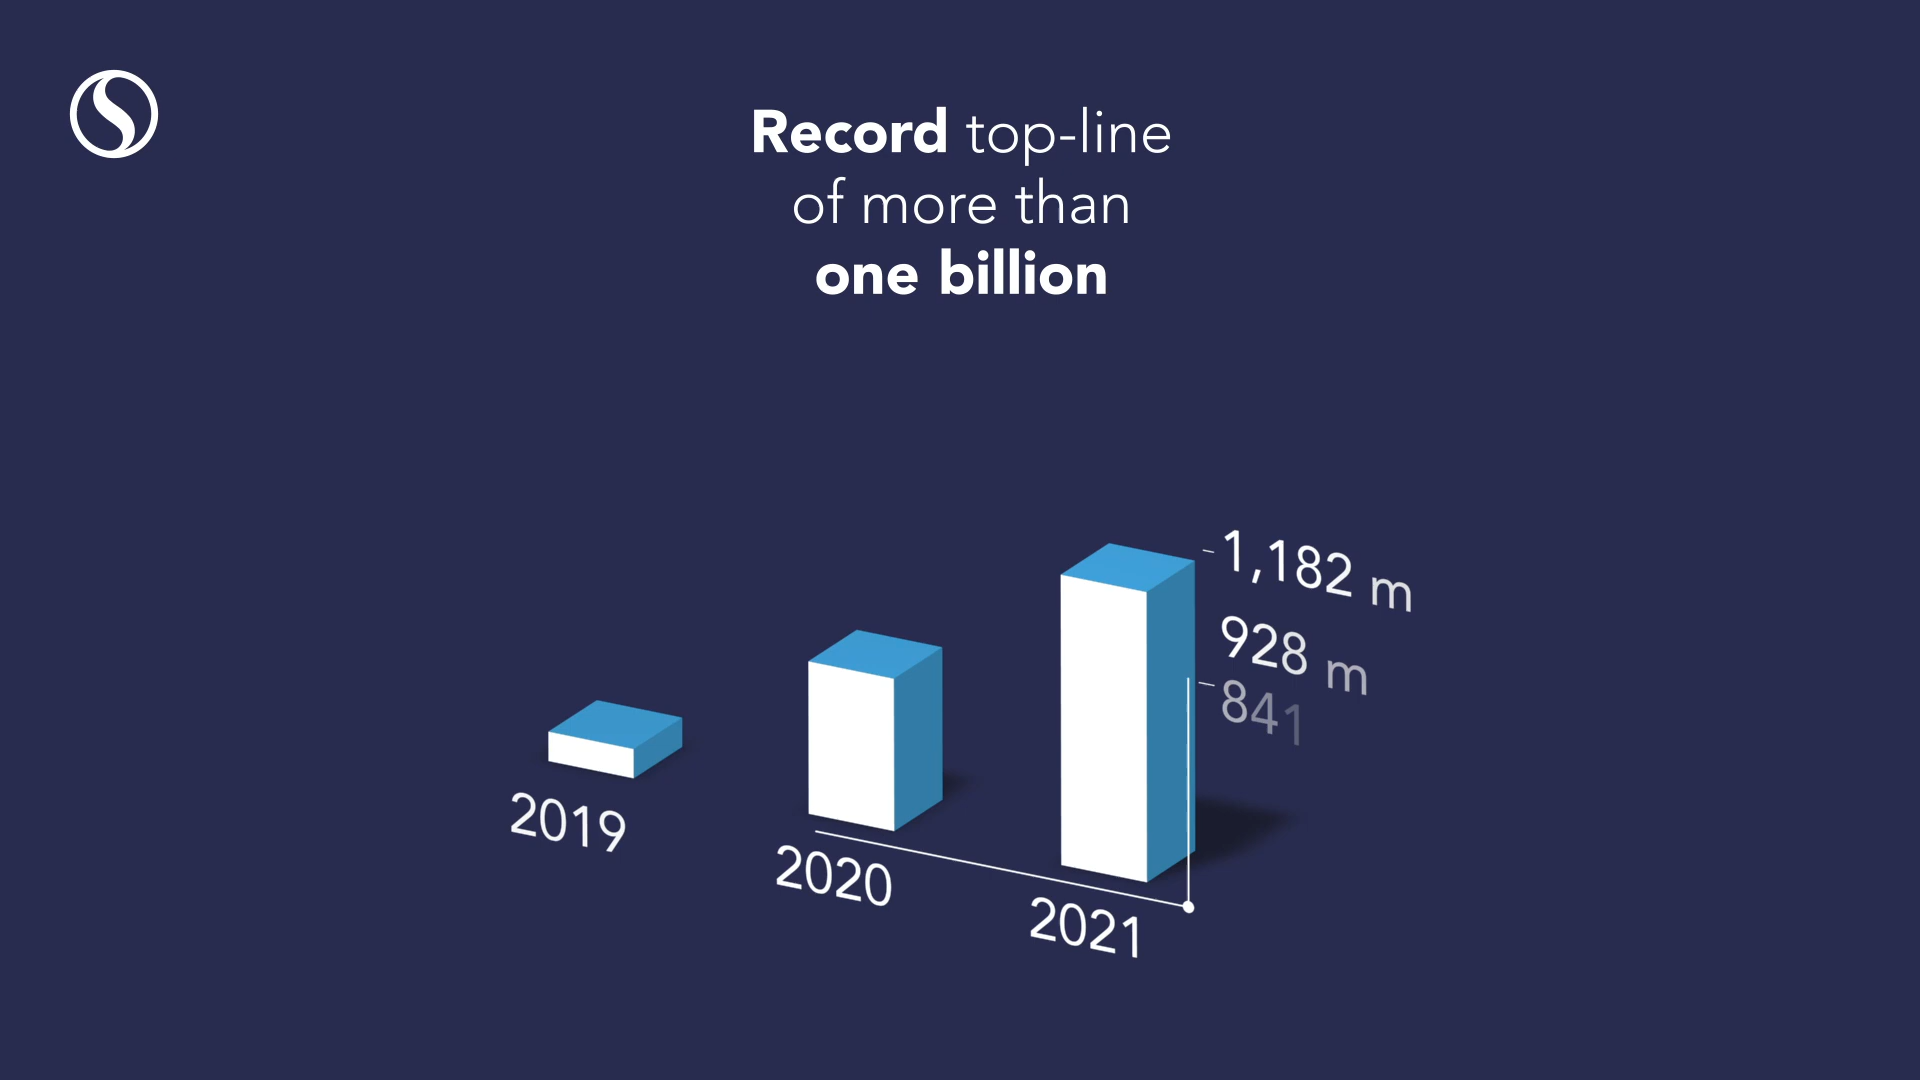 Record top-line
of more than
one billion
1,182 m
928 m
841
2019
2020
2021